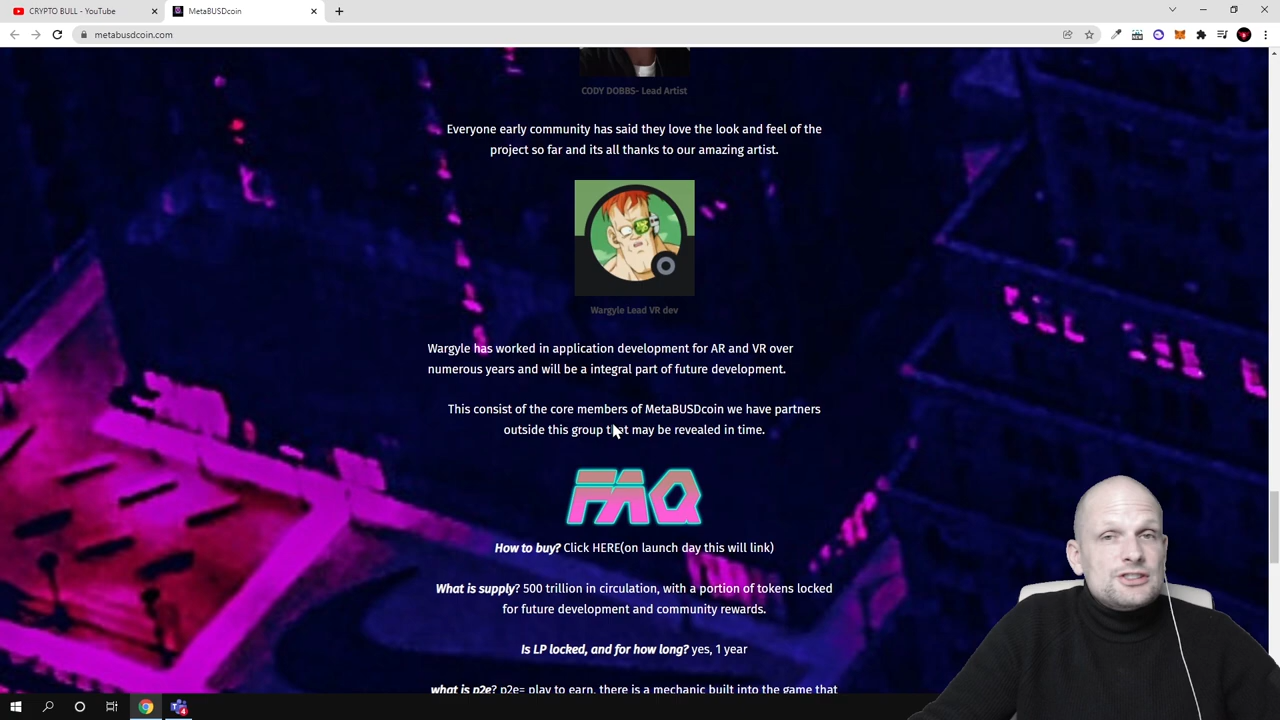 CRYPTO BULL - YouTube
MetaBUSDcoin
metabusdcoin.com
CODY DOBBS- Lead Artist
Everyone early community has said they love the look and feel of the
project so far and its all thanks to our amazing artist.
Wargyle Lead VR dev
Wargyle has worked in application development for AR and VR over
numerous years and will be a integral part of future development.
This consist of the core members of MetaBUSDcoin we have partners
outside this group that may be revealed in time.
FAQ
How to buy? Click HERE(on launch day this will link)
What is supply? 500 trillion in circulation, with a portion of tokens locked
for future development and community rewards.
Is LP locked, and for how long? yes, 1 year
what is p2e? p2e= play to earn, there is a mechanic built into the game that